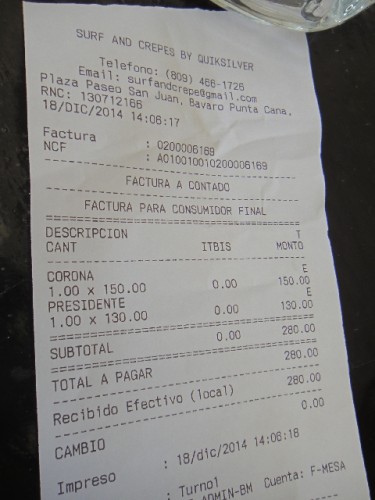 SURF AND CREPES BY QUIKSILVER
Telefono: (809) 466-1726
Email: surfandcrepe@gmail.com
Plaza Paseo San Juan, Bavaro Punta Cana.
RNC: 130712166
18/DIC/2014 14:06:17
Factura : 0200006169
NCF : A010010010200006169
FACTURA A CONTADO
FACTURA PARA CONSUMIDOR FINAL
DESCRIPCION T
CANT ITBIS MONTO
CORONA E
1.00 x 150.00 0.00 150.00
PRESIDENTE E
1.00 x 130.00 0.00 130.00
SUBTOTAL 0.00 280.00
TOTAL A PAGAR 280.00
Recibido Efectivo (local) 280.00
CAMBIO 0.00
Impreso : 18/dic/2014 14:06:18
: Turno1
ADMIN-BM Cuenta: F-MESA